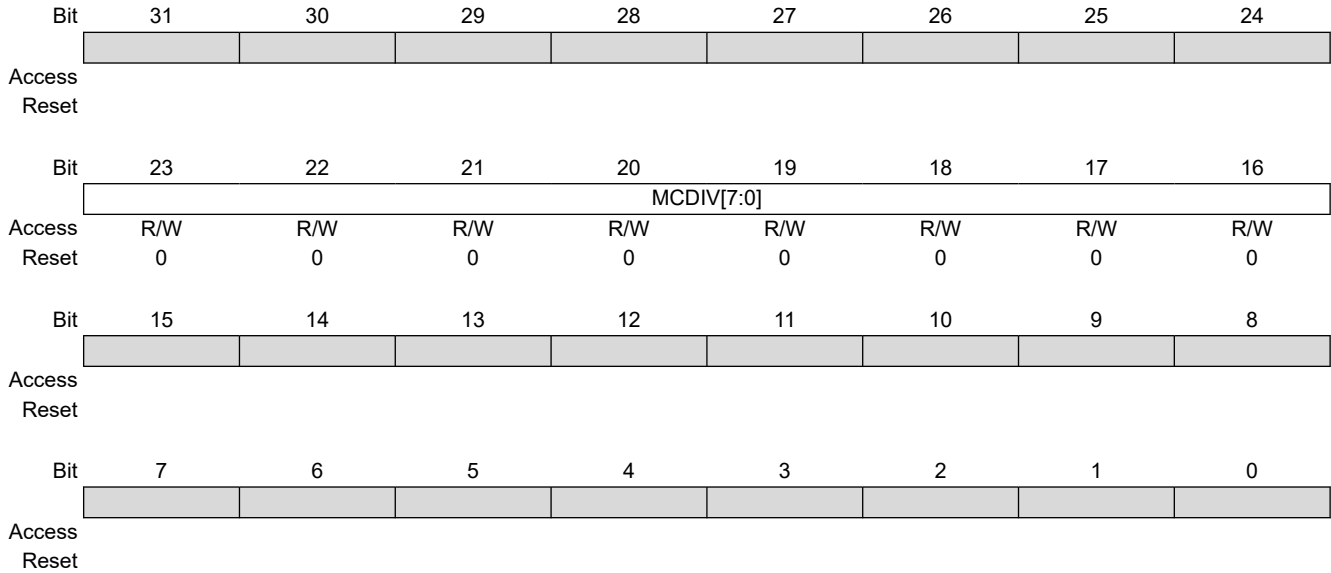 Bit 31 30 29 28 27 26 25 24
Access
Reset
Bit 23 22 21 20 19 18 17 16
MCDIV[7:0]
Access R/W R/W R/W R/W R/W R/W R/W R/W
Reset 0 0 0 0 0 0 0 0
Bit 15 14 13 12 11 10 9 8
Access
Reset
Bit 7 6 5 4 3 2 1 0
Access
Reset